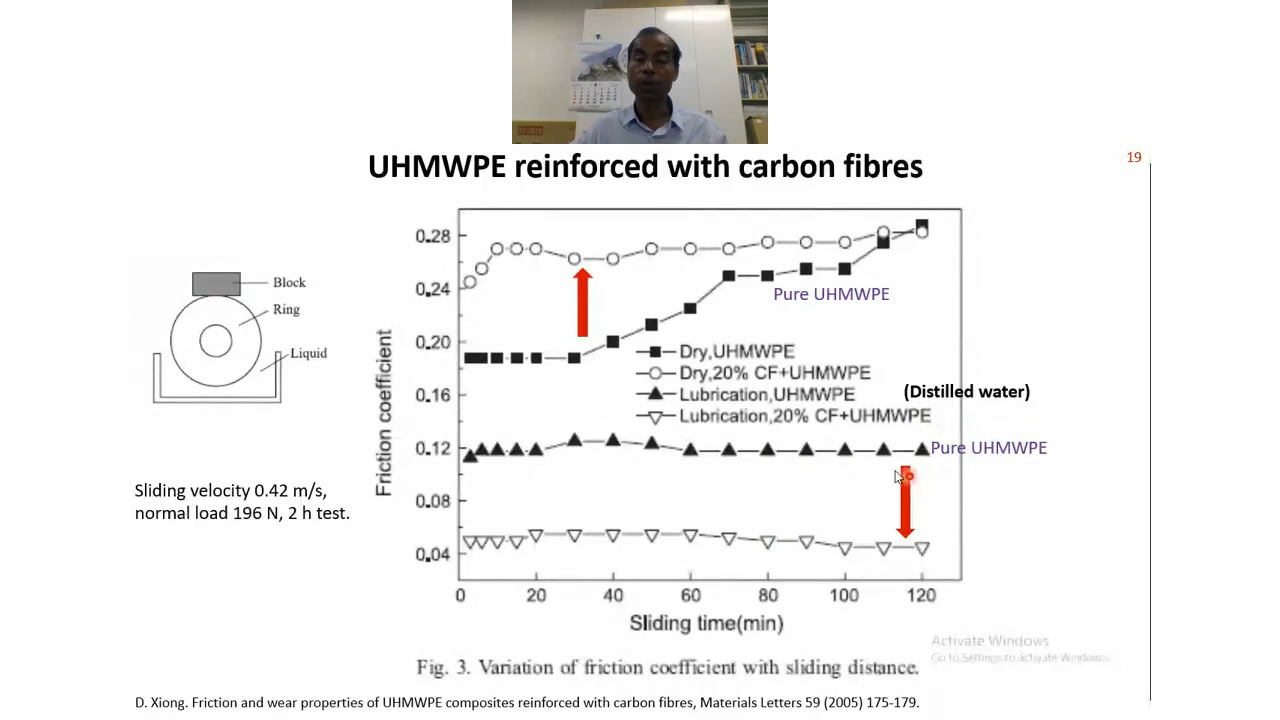 UHMWPE reinforced with carbon fibres
19
Block
Ring
Liquid
Sliding velocity 0.42 m/s,
normal load 196 N, 2 h test.
Friction coefficient
0.28
0.24
0.20
0.16
0.12
0.08
0.04
Pure UHMWPE
Dry,UHMWPE
Dry,20% CF+UHMWPE
Lubrication,UHMWPE
(Distilled water)
Lubrication,20% CF+UHMWPE
Pure UHMWPE
0 20 40 60 80 100 120
Sliding time(min)
Activate Windows
Go to Settings to activate Windows.
Fig. 3. Variation of friction coefficient with sliding distance.
D. Xiong. Friction and wear properties of UHMWPE composites reinforced with carbon fibres, Materials Letters 59 (2005) 175-179.